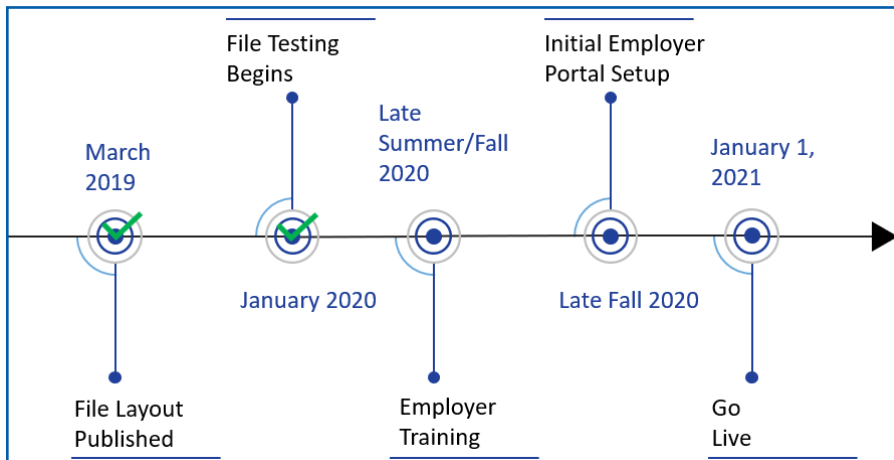 File Testing
Begins
Initial Employer
Portal Setup
March
2019
Late
Summer/Fall
2020
January 1,
2021
January 2020
Late Fall 2020
File Layout
Published
Employer
Training
Go
Live